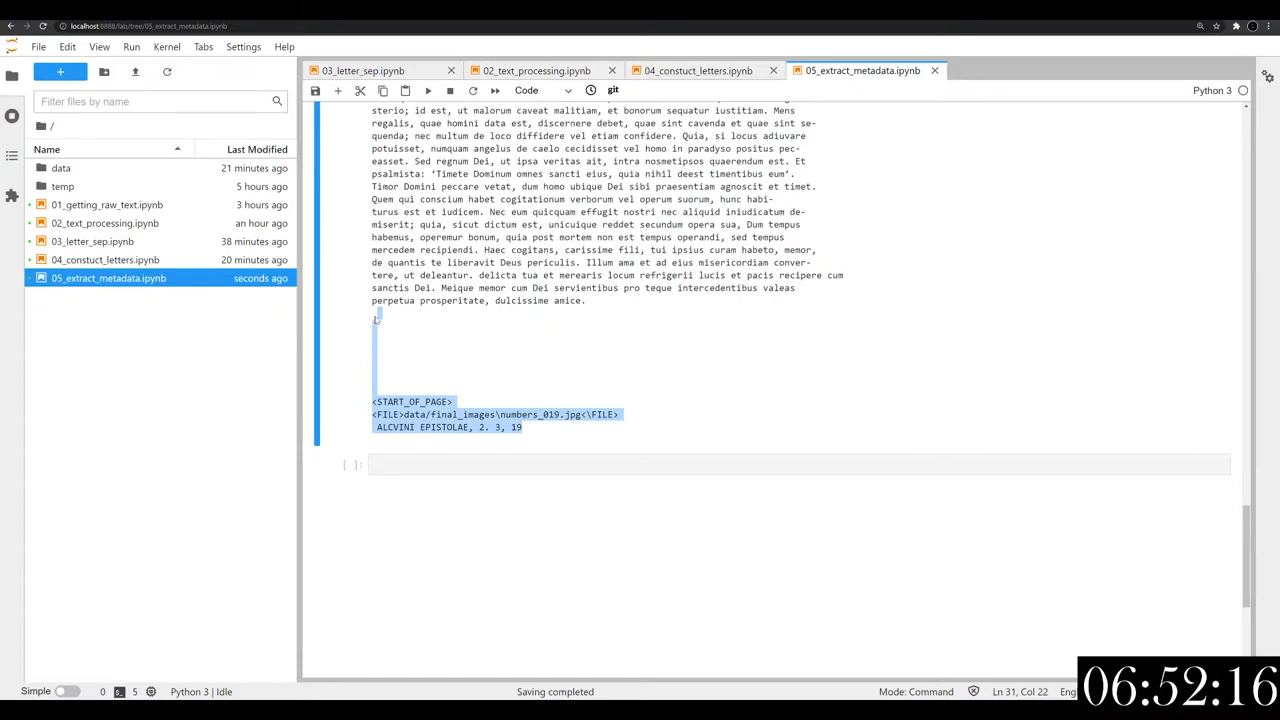 localhost:8888/lab/tree/05_extract_metadata.ipynb
File Edit View Run Kernel Tabs Settings Help
03_letter_sep.ipynb 02_text_processing.ipynb 04_constuct_letters.ipynb 05_extract_metadata.ipynb
Code git Python 3
Filter files by name
/
Name Last Modified
data 21 minutes ago
temp 5 hours ago
01_getting_raw_text.ipynb 3 hours ago
02_text_processing.ipynb an hour ago
03_letter_sep.ipynb 38 minutes ago
04_constuct_letters.ipynb 20 minutes ago
05_extract_metadata.ipynb seconds ago
sterio; id est, ut malorum caveat malitiam, et bonorum sequatur iustitiam. Mens
regalis, quae homini data est, discernere debet, quae sint cavenda et quae sint se-
quenda; nec multum de loco diffidere vel etiam confidere. Quia, si locus adiuvare
potuisset, numquam angelus de caelo cecidisset vel homo in paradyso positus pec-
easset. Sed regnum Dei, ut ipsa veritas ait, intra nosmetipsos quaerendum est. Et
psalmista: ‘Timete Dominum omnes sancti eius, quia nihil deest timentibus eum’.
Timor Domini peccare vetat, dum homo ubique Dei sibi praesentiam agnoscit et timet.
Quem qui conscium habet cogitationum verborum vel operum suorum, hunc habi-
turus est et iudicem. Nec eum quicquam effugit nostri nec aliquid iniudicatum de-
miserit; quia, sicut dictum est, unicuique reddet secundum opera sua, Dum tempus
habemus, operemur bonum, quia post mortem non est tempus operandi, sed tempus
mercedem recipiendi. Haec cogitans, carissime fili, tui ipsius curam habeto, memor,
de quantis te liberavit Deus periculis. Illum ama et ad eius misericordiam conver-
tere, ut deleantur. delicta tua et merearis locum refrigerii lucis et pacis recipere cum
sanctis Dei. Meique memor cum Dei servientibus pro teque intercedentibus valeas
perpetua prosperitate, dulcissime amice.
<START_OF_PAGE>
<FILE>data/final_images\numbers_019.jpg<\FILE>
ALCVINI EPISTOLAE, 2. 3, 19
[ ]:
Simple 0 5 Python 3 | Idle Saving completed Mode: Command Ln 31, Col 22
06:52:16